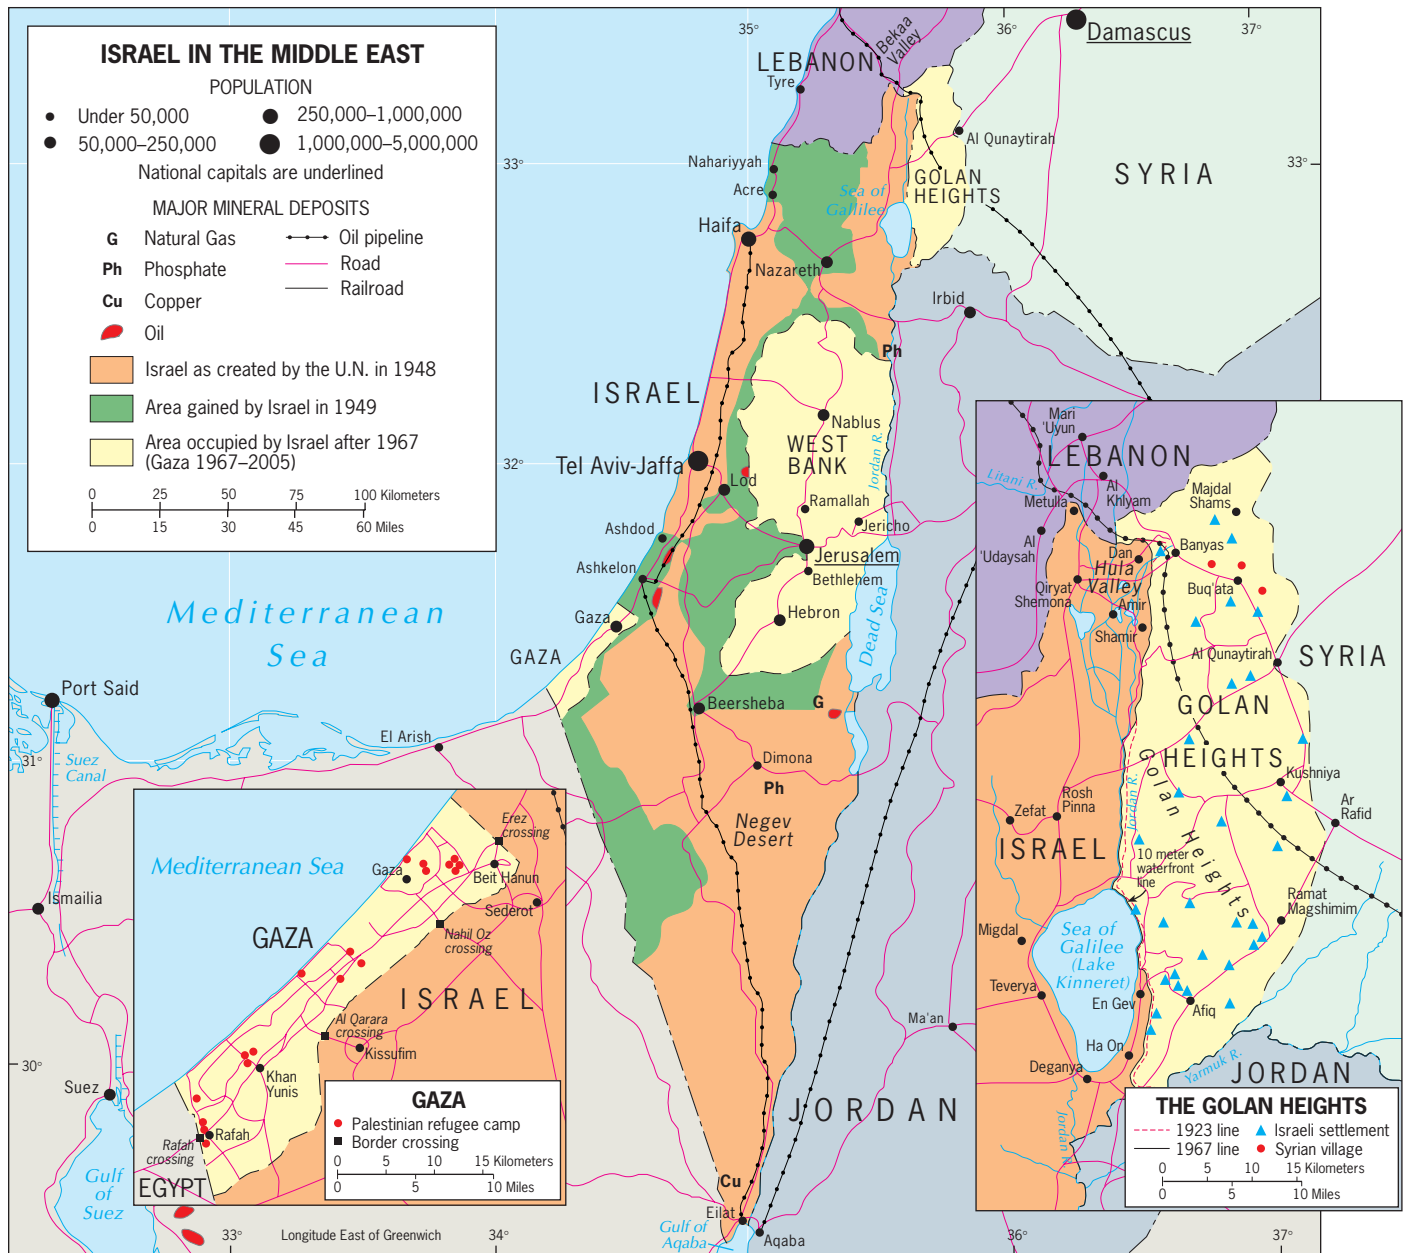 ISRAEL IN THE MIDDLE EAST
POPULATION
Under 50,000
250,000–1,000,000
50,000–250,000
1,000,000–5,000,000
National capitals are underlined
MAJOR MINERAL DEPOSITS
G Natural Gas
Oil pipeline
Ph Phosphate
Road
Cu Copper
Railroad
Oil
Israel as created by the U.N. in 1948
Area gained by Israel in 1949
Area occupied by Israel after 1967
(Gaza 1967–2005)
0 25 50 75 100 Kilometers
0 15 30 45 60 Miles
35°
36°
37°
Damascus
Bekaa
Valley
LEBANON
Tyre
Al Qunaytirah
SYRIA
33°
33°
Nahariyyah
Acre
Sea of
Gallilee
GOLAN
HEIGHTS
Haifa
Nazareth
Irbid
Ph
ISRAEL
Nablus
WEST
BANK
Jordan R.
32°
Tel Aviv-Jaffa
Lod
Ramallah
Jericho
Ashdod
Jerusalem
Ashkelon
Bethlehem
Hebron
Dead Sea
Gaza
GAZA
Mediterranean
Sea
Port Said
Beersheba
G
El Arish
Suez
Canal
31°
Dimona
Ph
Negev
Desert
Ismailia
30°
Suez
Gulf
of
Suez
Ma'an
JORDAN
Cu
Eilat
Gulf of
Aqaba
Aqaba
33°
Longitude East of Greenwich
34°
Mediterranean Sea
Erez
crossing
Gaza
Beit Hanun
Sederot
Nahil Oz
crossing
GAZA
ISRAEL
Al Qarara
crossing
Kissufim
Khan
Yunis
Rafah
Rafah
crossing
EGYPT
GAZA
Palestinian refugee camp
Border crossing
0 5 10 15 Kilometers
0 5 10 Miles
Mari
'Uyun
LEBANON
Litani R.
Al
Khlyam
Metulla
Majdal
Shams
Al
'Udaysah
Dan
Banyas
Hula
Valley
Qiryat
Shemona
Buq'ata
Amir
Shamir
Al Qunaytirah
SYRIA
GOLAN
HEIGHTS
Golan Heights
Kushniya
Jordan R.
Rosh
Pinna
Zefat
Ar
Rafid
ISRAEL
10 meter
waterfront
line
Ramat
Magshimim
Migdal
Sea of
Galilee
(Lake
Kinneret)
Teverya
En Gev
Afiq
Ha On
Deganya
Yarmuk R.
JORDAN
Jordan R.
THE GOLAN HEIGHTS
1923 line
Israeli settlement
1967 line
Syrian village
0 5 10 15 Kilometers
0 5 10 Miles
36°
37°